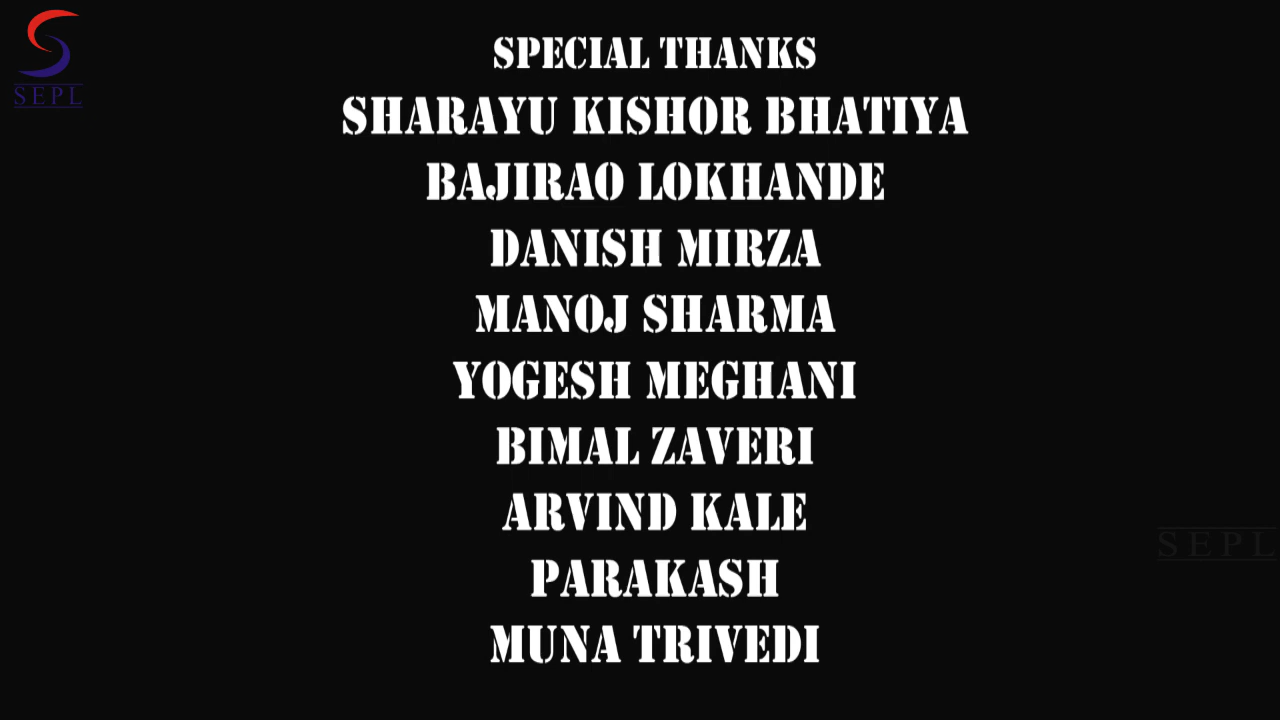 SEPL
SPECIAL THANKS
SHARAYU KISHOR BHATIYA
BAJIRAO LOKHANDE
DANISH MIRZA
MANOJ SHARMA
YOGESH MEGHANI
BIMAL ZAVERI
ARVIND KALE
PARAKASH
MUNA TRIVEDI
SEPL